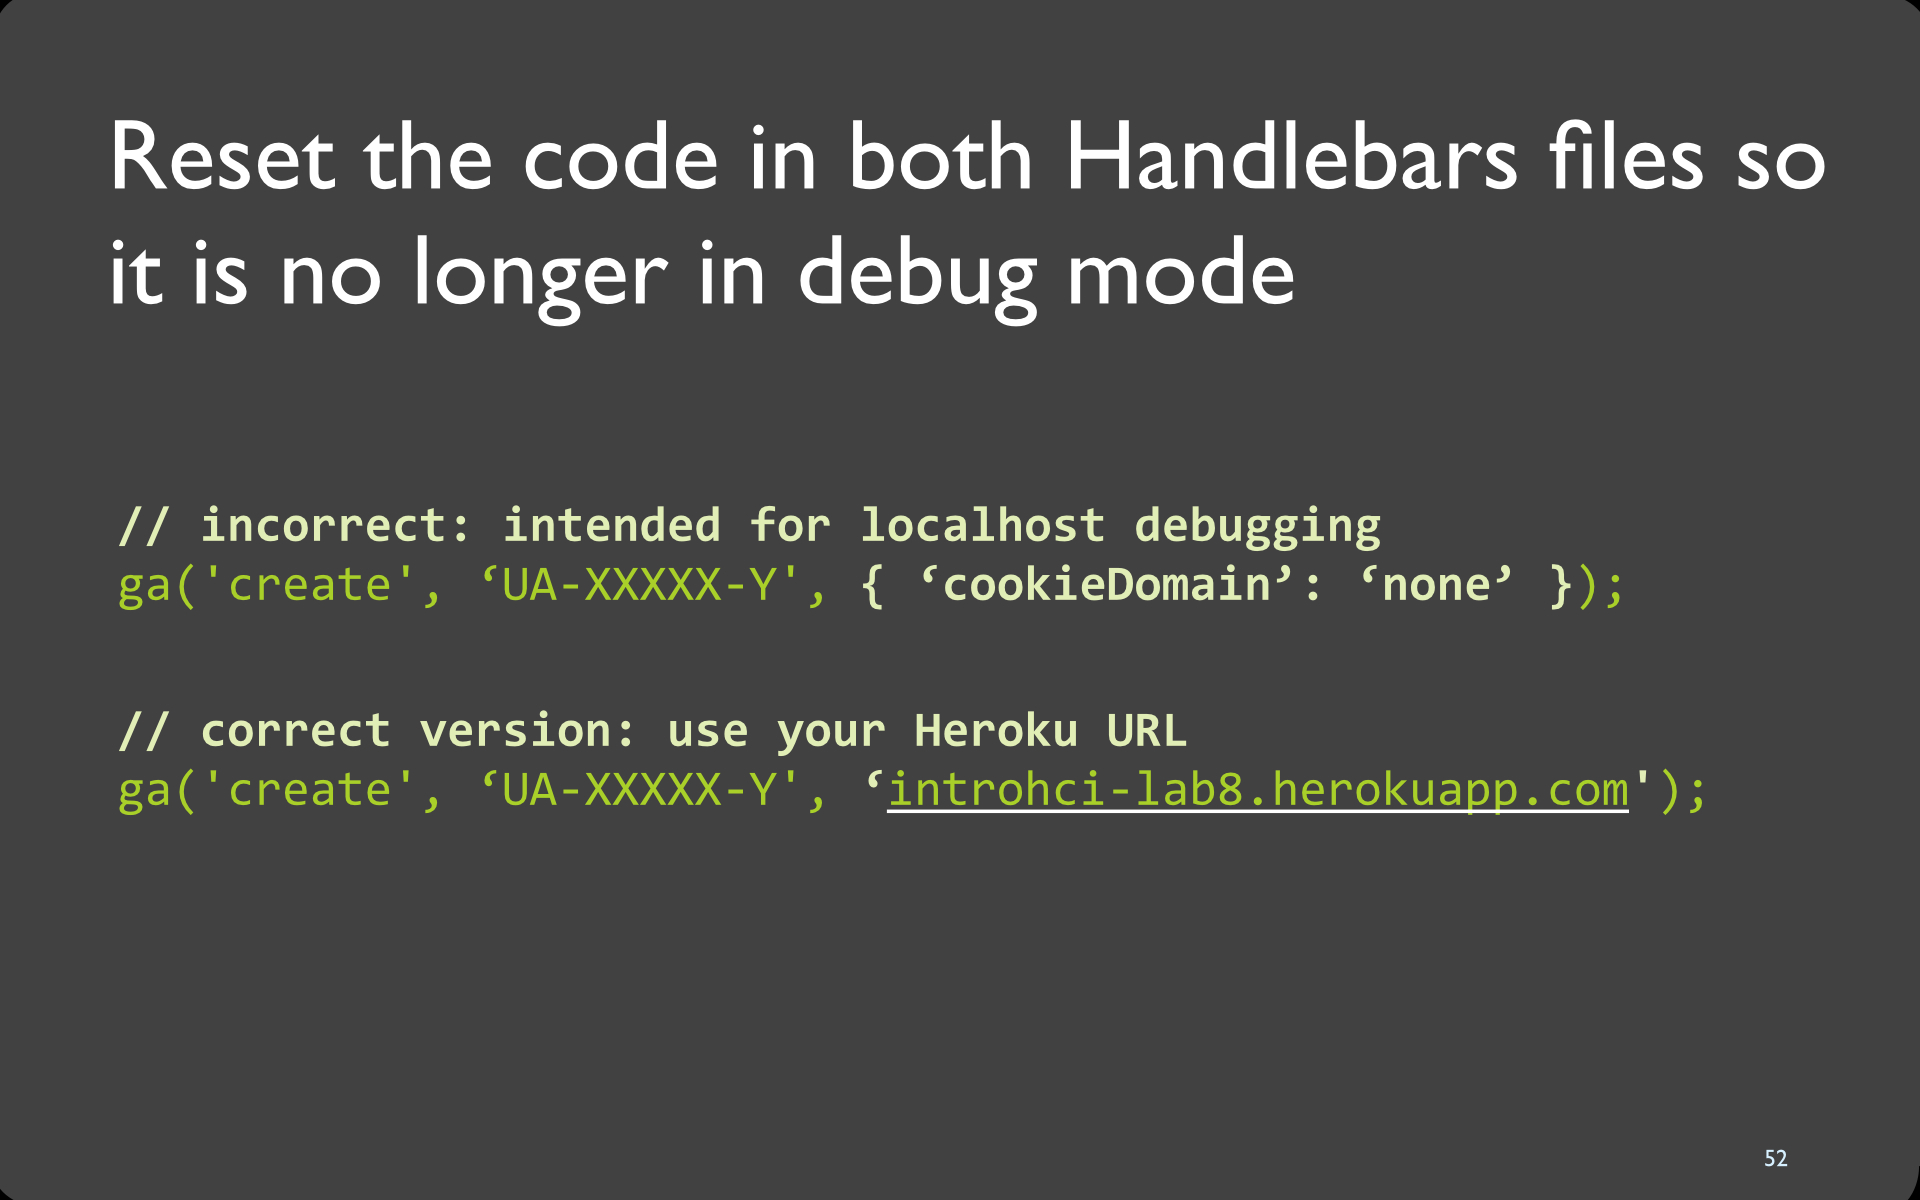 Reset the code in both Handlebars files so
it is no longer in debug mode
// incorrect: intended for localhost debugging
ga('create', ‘UA-XXXXX-Y', { ‘cookieDomain’: ‘none’ });
// correct version: use your Heroku URL
ga('create', ‘UA-XXXXX-Y', ‘introhci-lab8.herokuapp.com');
52